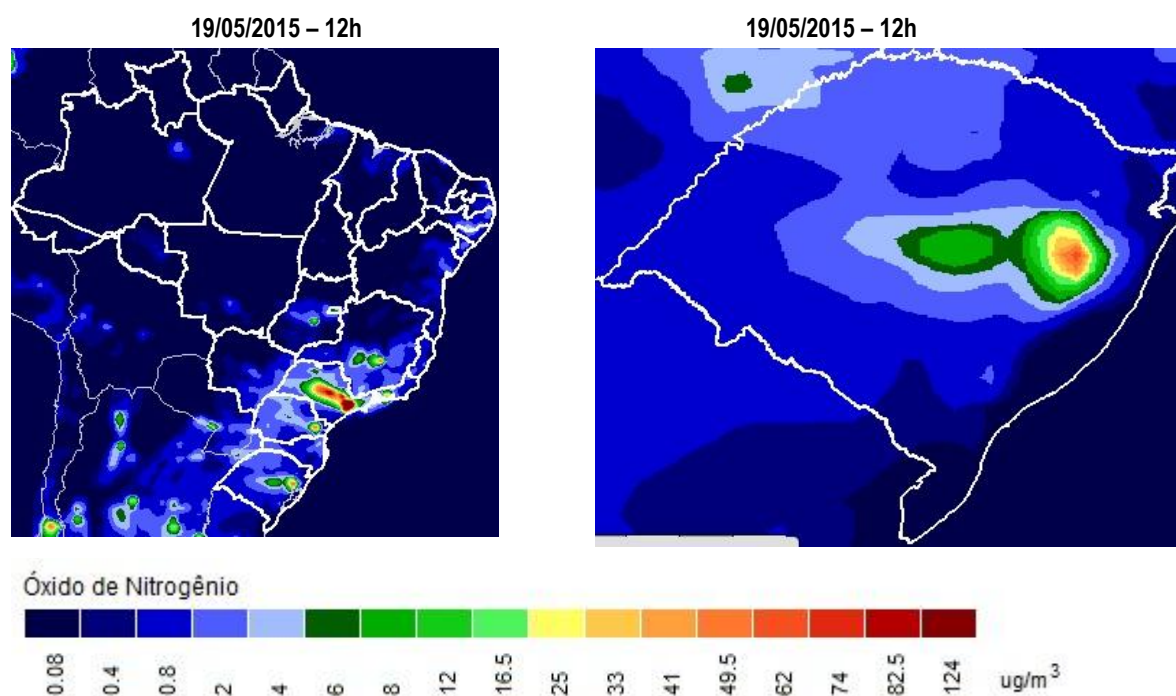 19/05/2015 – 12h
19/05/2015 – 12h
Óxido de Nitrogênio
0.08 0.4 0.8 2 4 6 8 12 16.5 25 33 41 49.5 62 74 82.5 124 ug/m³